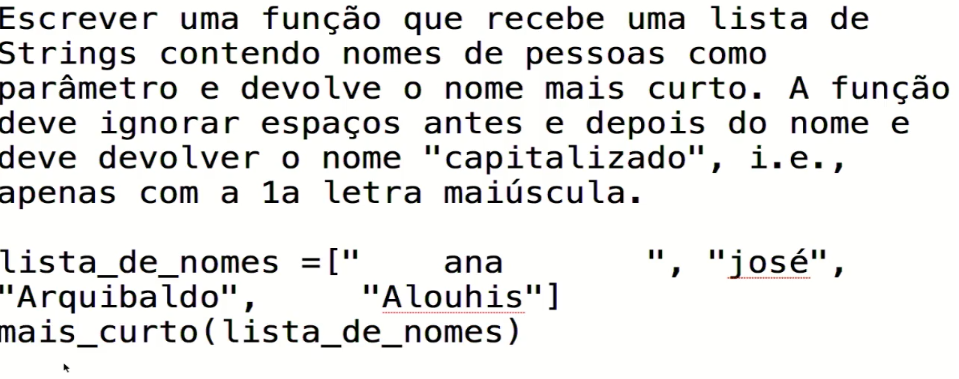 Escrever uma função que recebe uma lista de
Strings contendo nomes de pessoas como
parâmetro e devolve o nome mais curto. A função
deve ignorar espaços antes e depois do nome e
deve devolver o nome "capitalizado", i.e.,
apenas com a 1a letra maiúscula.

lista_de_nomes =["    ana       ", "josé",
"Arquibaldo",     "Alouhis"]
mais_curto(lista_de_nomes)